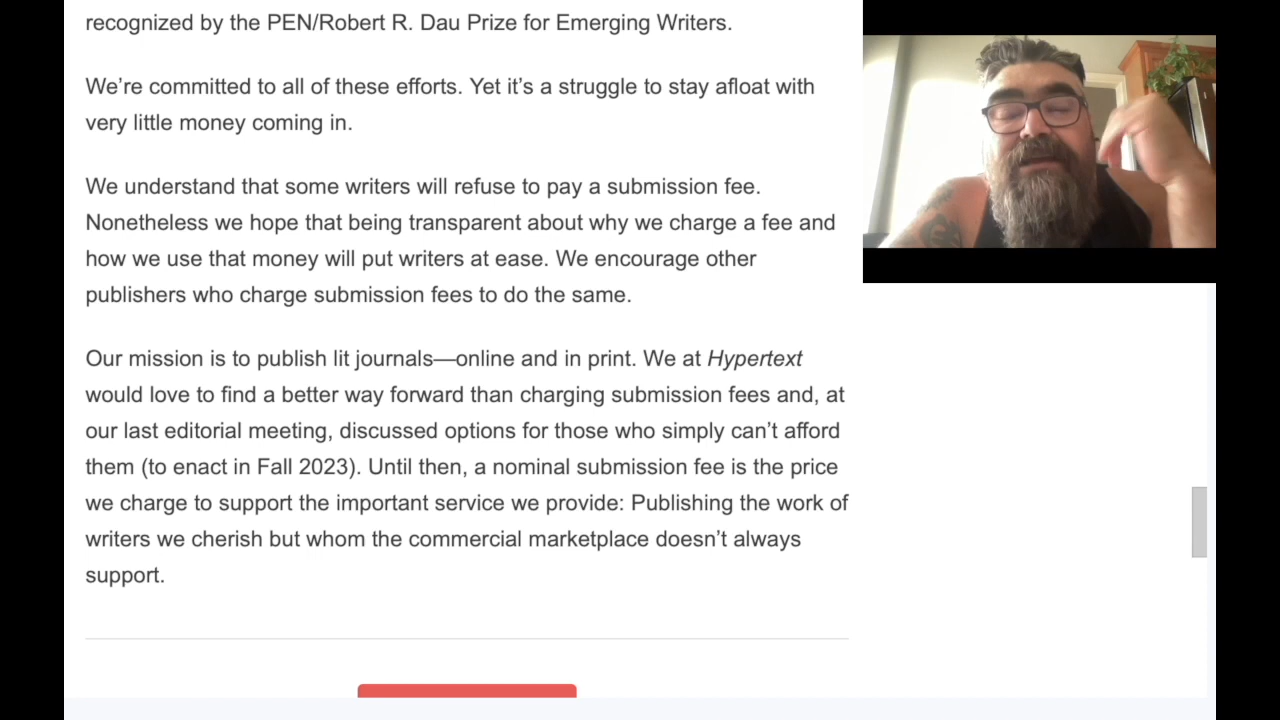 recognized by the PEN/Robert R. Dau Prize for Emerging Writers.
We’re committed to all of these efforts. Yet it’s a struggle to stay afloat with
very little money coming in.
We understand that some writers will refuse to pay a submission fee.
Nonetheless we hope that being transparent about why we charge a fee and
how we use that money will put writers at ease. We encourage other
publishers who charge submission fees to do the same.
Our mission is to publish lit journals—online and in print. We at Hypertext
would love to find a better way forward than charging submission fees and, at
our last editorial meeting, discussed options for those who simply can’t afford
them (to enact in Fall 2023). Until then, a nominal submission fee is the price
we charge to support the important service we provide: Publishing the work of
writers we cherish but whom the commercial marketplace doesn’t always
support.